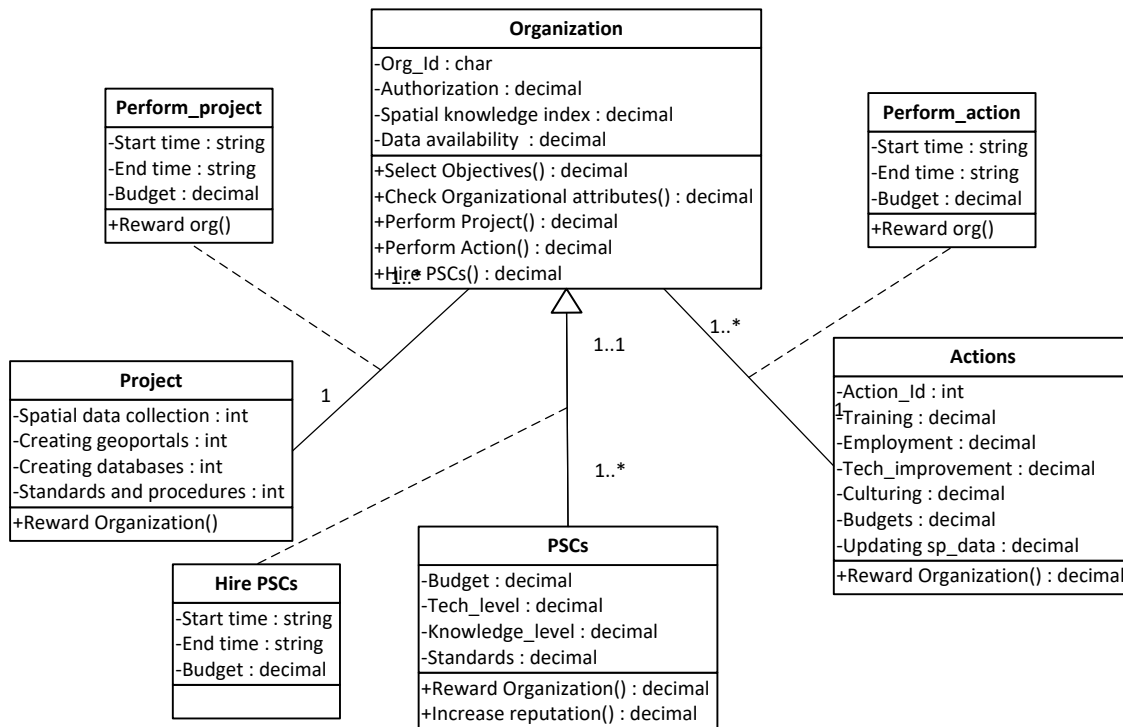 Organization
-Org_Id : char
-Authorization : decimal
-Spatial knowledge index : decimal
-Data availability : decimal
+Select Objectives() : decimal
+Check Organizational attributes() : decimal
+Perform Project() : decimal
+Perform Action() : decimal
+Hire PSCs() : decimal
Perform_project
-Start time : string
-End time : string
-Budget : decimal
+Reward org()
Perform_action
-Start time : string
-End time : string
-Budget : decimal
+Reward org()
1..*
1
1..1
1..*
1..*
1
Project
-Spatial data collection : int
-Creating geoportals : int
-Creating databases : int
-Standards and procedures : int
+Reward Organization()
Actions
-Action_Id : int
-Training : decimal
-Employment : decimal
-Tech_improvement : decimal
-Culturing : decimal
-Budgets : decimal
-Updating sp_data : decimal
+Reward Organization() : decimal
Hire PSCs
-Start time : string
-End time : string
-Budget : decimal
PSCs
-Budget : decimal
-Tech_level : decimal
-Knowledge_level : decimal
-Standards : decimal
+Reward Organization() : decimal
+Increase reputation() : decimal